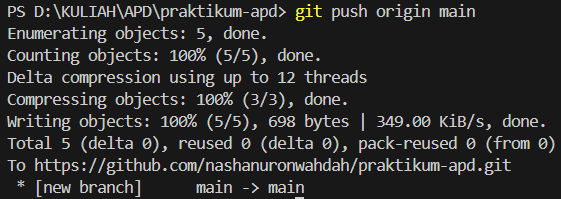 PS D:\KULIAH\APD\praktikum-apd> git push origin main
Enumerating objects: 5, done.
Counting objects: 100% (5/5), done.
Delta compression using up to 12 threads
Compressing objects: 100% (3/3), done.
Writing objects: 100% (5/5), 698 bytes | 349.00 KiB/s, done.
Total 5 (delta 0), reused 0 (delta 0), pack-reused 0 (from 0)
To https://github.com/nashanuronwahdah/praktikum-apd.git
 * [new branch]      main -> main